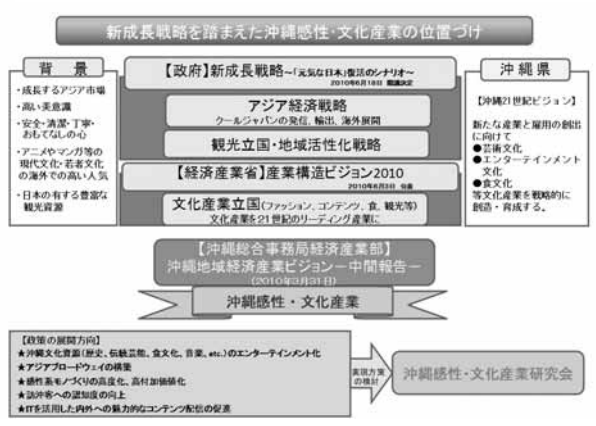 新成長戦略を踏まえた沖縄感性・文化産業の位置づけ
背 景
・成長するアジア市場
・高い美意識
・安全・清潔・丁寧・
おもてなしの心
・アニメやマンガ等の
現代文化・若者文化
の海外での高い人気
・日本の有する豊富な
観光資源
【政府】新成長戦略～「元気な日本」復活のシナリオ～
2010年6月18日 閣議決定
アジア経済戦略
クールジャパンの発信、輸出、海外展開
観光立国・地域活性化戦略
【経済産業省】産業構造ビジョン2010
2010年6月3日 公表
文化産業立国(ファッション、コンテンツ、食、観光等)
文化産業を21世紀のリーディング産業に
沖縄県
【沖縄21世紀ビジョン】
新たな産業と雇用の創出
に向けて
●芸術文化
●エンターテインメント
文化
●食文化
等文化産業を戦略的に
創造・育成する。
【沖縄総合事務局経済産業部】
沖縄地域経済産業ビジョン－中間報告－
(2010年3月31日)
沖縄感性・文化産業
【政策の展開方向】
★沖縄文化資源(歴史、伝統芸能、食文化、音楽、etc.)のエンターテインメント化
★アジアブロードウェイの構築
★感性系モノづくりの高度化、高付加価値化
★訪沖客への認知度の向上
★ITを活用した内外への魅力的なコンテンツ配信の促進
実現方策
の検討
沖縄感性・文化産業研究会